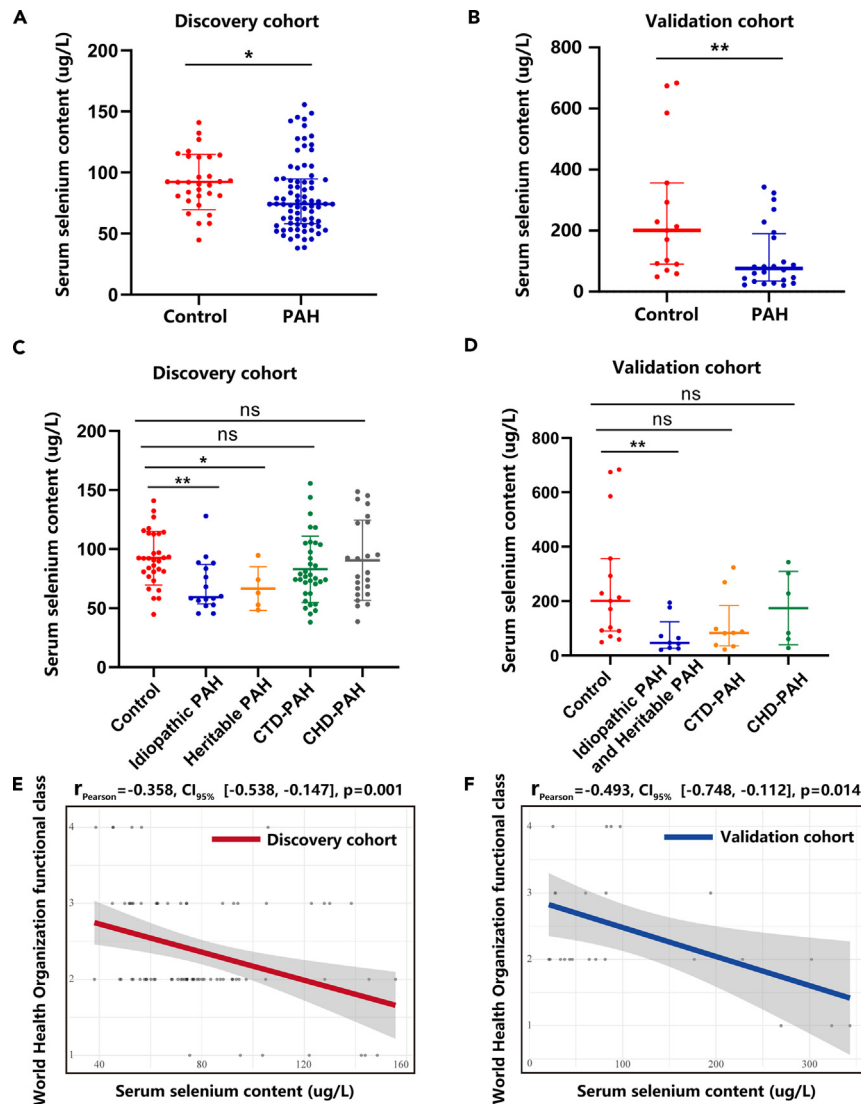 A
Discovery cohort
Serum selenium content (ug/L)
200
150
100
50
0
*
Control
PAH
B
Validation cohort
Serum selenium content (ug/L)
800
600
400
200
0
**
Control
PAH
C
Discovery cohort
Serum selenium content (ug/L)
200
150
100
50
0
ns
ns
*
**
Control
Idiopathic PAH
Heritable PAH
CTD-PAH
CHD-PAH
D
Validation cohort
Serum selenium content (ug/L)
800
600
400
200
0
ns
ns
**
Control
Idiopathic PAH
and Heritable PAH
CTD-PAH
CHD-PAH
E
rPearson=-0.358, CI95% [-0.538, -0.147], p=0.001
World Health Organization functional class
4
3
2
1
Discovery cohort
40
80
120
160
Serum selenium content (ug/L)
F
rPearson=-0.493, CI95% [-0.748, -0.112], p=0.014
World Health Organization functional class
4
3
2
1
Validation cohort
0
100
200
300
Serum selenium content (ug/L)